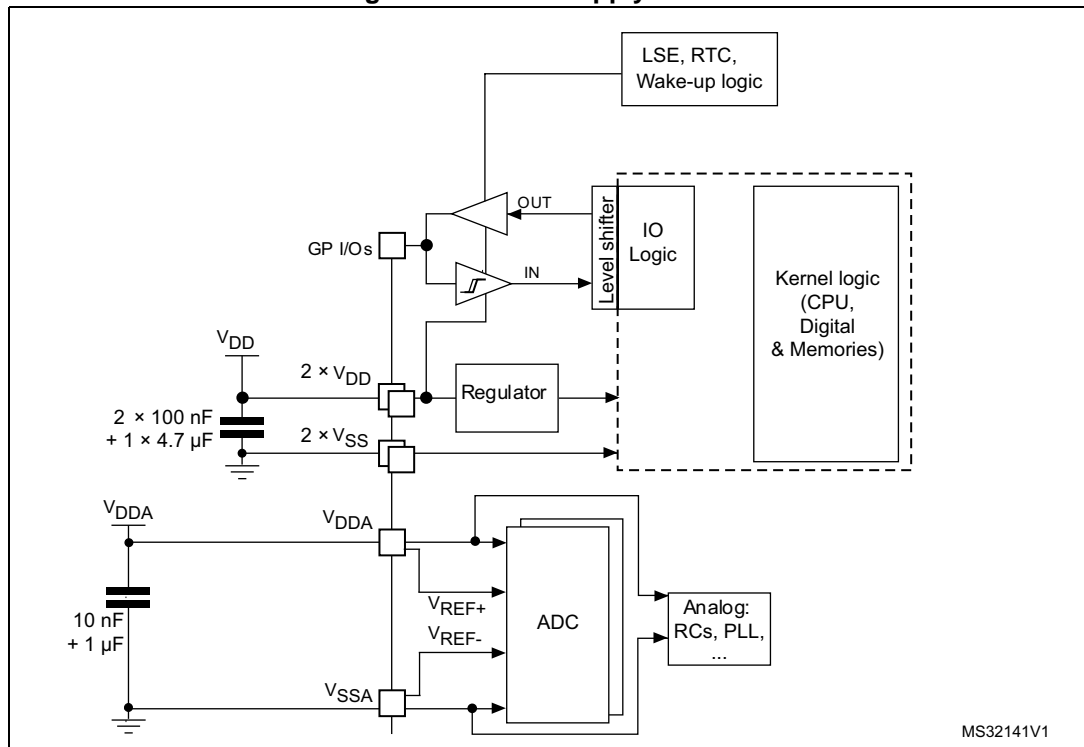 LSE, RTC,
Wake-up logic
OUT
Level shifter
IO
Logic
GP I/Os
IN
Kernel logic
(CPU,
Digital
& Memories)
VDD
2 × VDD
Regulator
2 × 100 nF
+ 1 × 4.7 µF
2 × VSS
VDDA
VDDA
VREF+
ADC
Analog:
RCs, PLL,
...
10 nF
+ 1 µF
VREF-
VSSA
MS32141V1